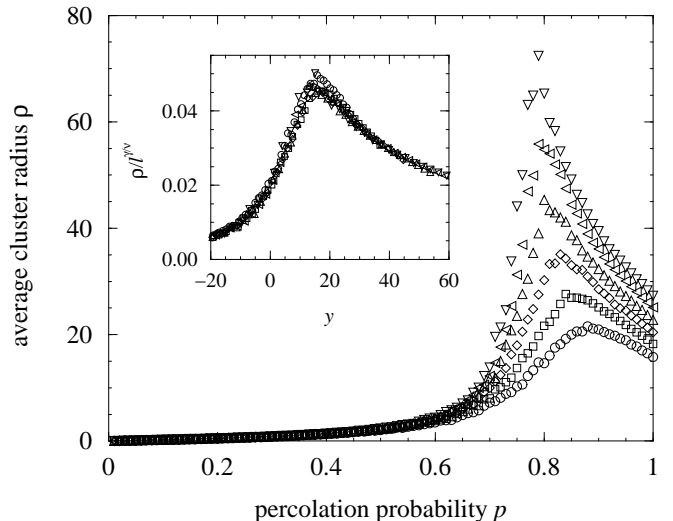 80
60
40
20
0
average cluster radius ρ
0 0.2 0.4 0.6 0.8 1
percolation probability p
0.04
0.02
0.00
ρ/l^γ/ν
−20 0 20 40 60
y